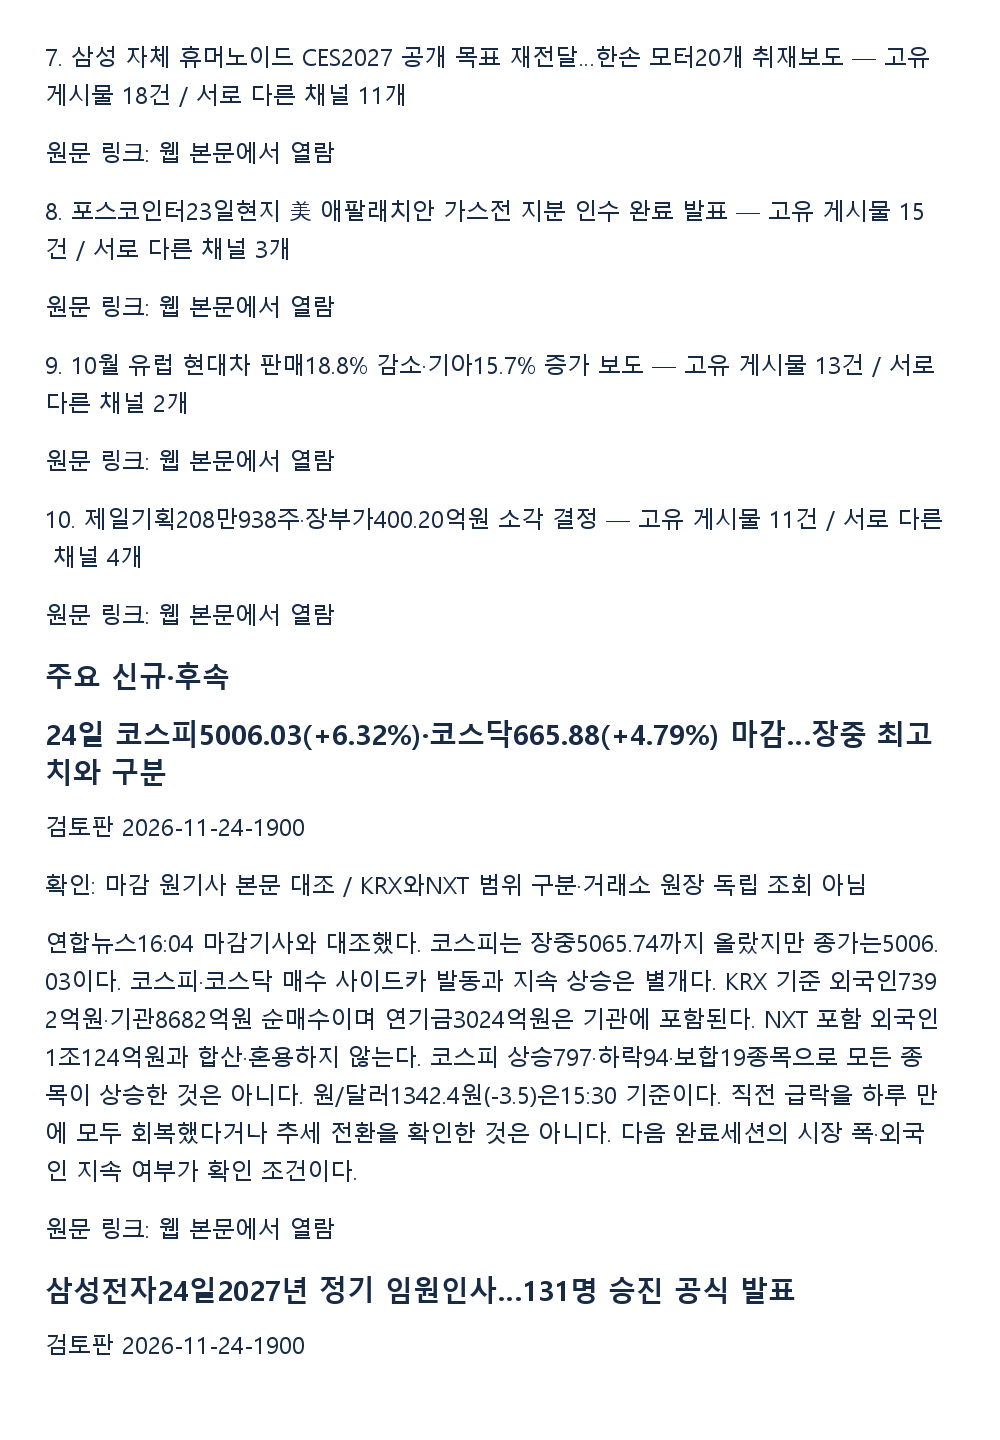 7. 삼성 자체 휴머노이드 CES2027 공개 목표 재전달...한손 모터20개 취재보도 — 고유
게시물 18건 / 서로 다른 채널 11개
원문 링크: 웹 본문에서 열람
8. 포스코인터23일현지 美 애팔래치안 가스전 지분 인수 완료 발표 — 고유 게시물 15
건 / 서로 다른 채널 3개
원문 링크: 웹 본문에서 열람
9. 10월 유럽 현대차 판매18.8% 감소·기아15.7% 증가 보도 — 고유 게시물 13건 / 서로
다른 채널 2개
원문 링크: 웹 본문에서 열람
10. 제일기획208만938주·장부가400.20억원 소각 결정 — 고유 게시물 11건 / 서로 다른
채널 4개
원문 링크: 웹 본문에서 열람
주요 신규·후속
24일 코스피5006.03(+6.32%)·코스닥665.88(+4.79%) 마감...장중 최고
치와 구분
검토판 2026-11-24-1900
확인: 마감 원기사 본문 대조 / KRX와NXT 범위 구분·거래소 원장 독립 조회 아님
연합뉴스16:04 마감기사와 대조했다. 코스피는 장중5065.74까지 올랐지만 종가는5006.
03이다. 코스피·코스닥 매수 사이드카 발동과 지속 상승은 별개다. KRX 기준 외국인739
2억원·기관8682억원 순매수이며 연기금3024억원은 기관에 포함된다. NXT 포함 외국인
1조124억원과 합산·혼용하지 않는다. 코스피 상승797·하락94·보합19종목으로 모든 종
목이 상승한 것은 아니다. 원/달러1342.4원(-3.5)은15:30 기준이다. 직전 급락을 하루 만
에 모두 회복했다거나 추세 전환을 확인한 것은 아니다. 다음 완료세션의 시장 폭·외국
인 지속 여부가 확인 조건이다.
원문 링크: 웹 본문에서 열람
삼성전자24일2027년 정기 임원인사...131명 승진 공식 발표
검토판 2026-11-24-1900